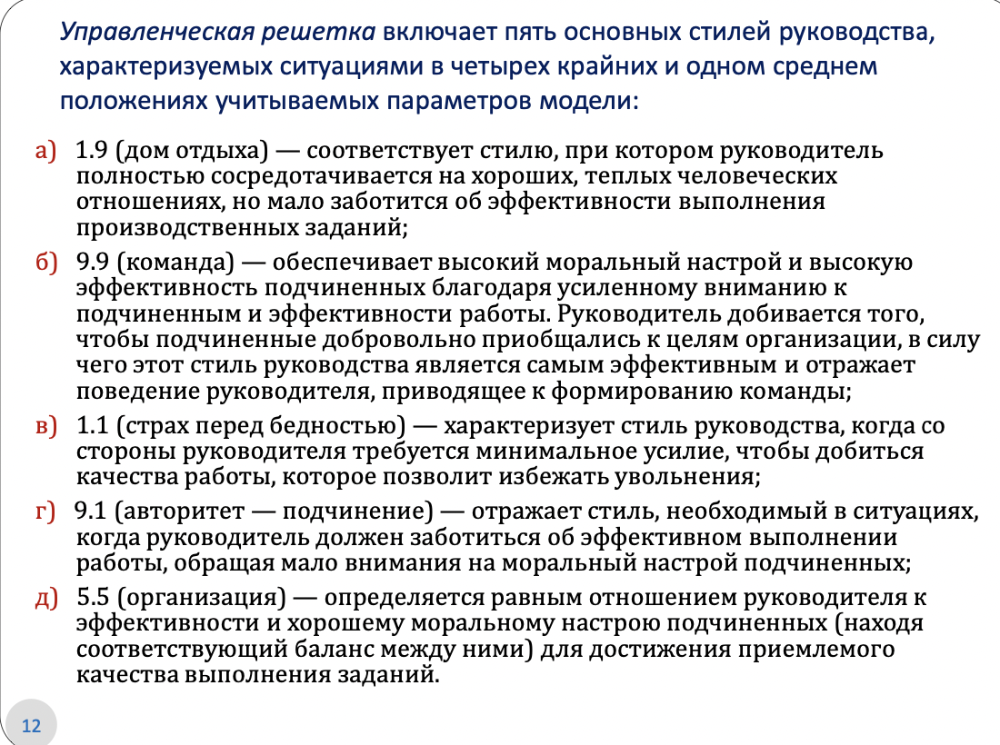 Управленческая решетка включает пять основных стилей руководства,
характеризуемых ситуациями в четырех крайних и одном среднем
положениях учитываемых параметров модели:
а) 1.9 (дом отдыха) — соответствует стилю, при котором руководитель
полностью сосредотачивается на хороших, теплых человеческих
отношениях, но мало заботится об эффективности выполнения
производственных заданий;
б) 9.9 (команда) — обеспечивает высокий моральный настрой и высокую
эффективность подчиненных благодаря усиленному вниманию к
подчиненным и эффективности работы. Руководитель добивается того,
чтобы подчиненные добровольно приобщались к целям организации, в силу
чего этот стиль руководства является самым эффективным и отражает
поведение руководителя, приводящее к формированию команды;
в) 1.1 (страх перед бедностью) — характеризует стиль руководства, когда со
стороны руководителя требуется минимальное усилие, чтобы добиться
качества работы, которое позволит избежать увольнения;
г) 9.1 (авторитет — подчинение) — отражает стиль, необходимый в ситуациях,
когда руководитель должен заботиться об эффективном выполнении
работы, обращая мало внимания на моральный настрой подчиненных;
д) 5.5 (организация) — определяется равным отношением руководителя к
эффективности и хорошему моральному настрою подчиненных (находя
соответствующий баланс между ними) для достижения приемлемого
качества выполнения заданий.
12